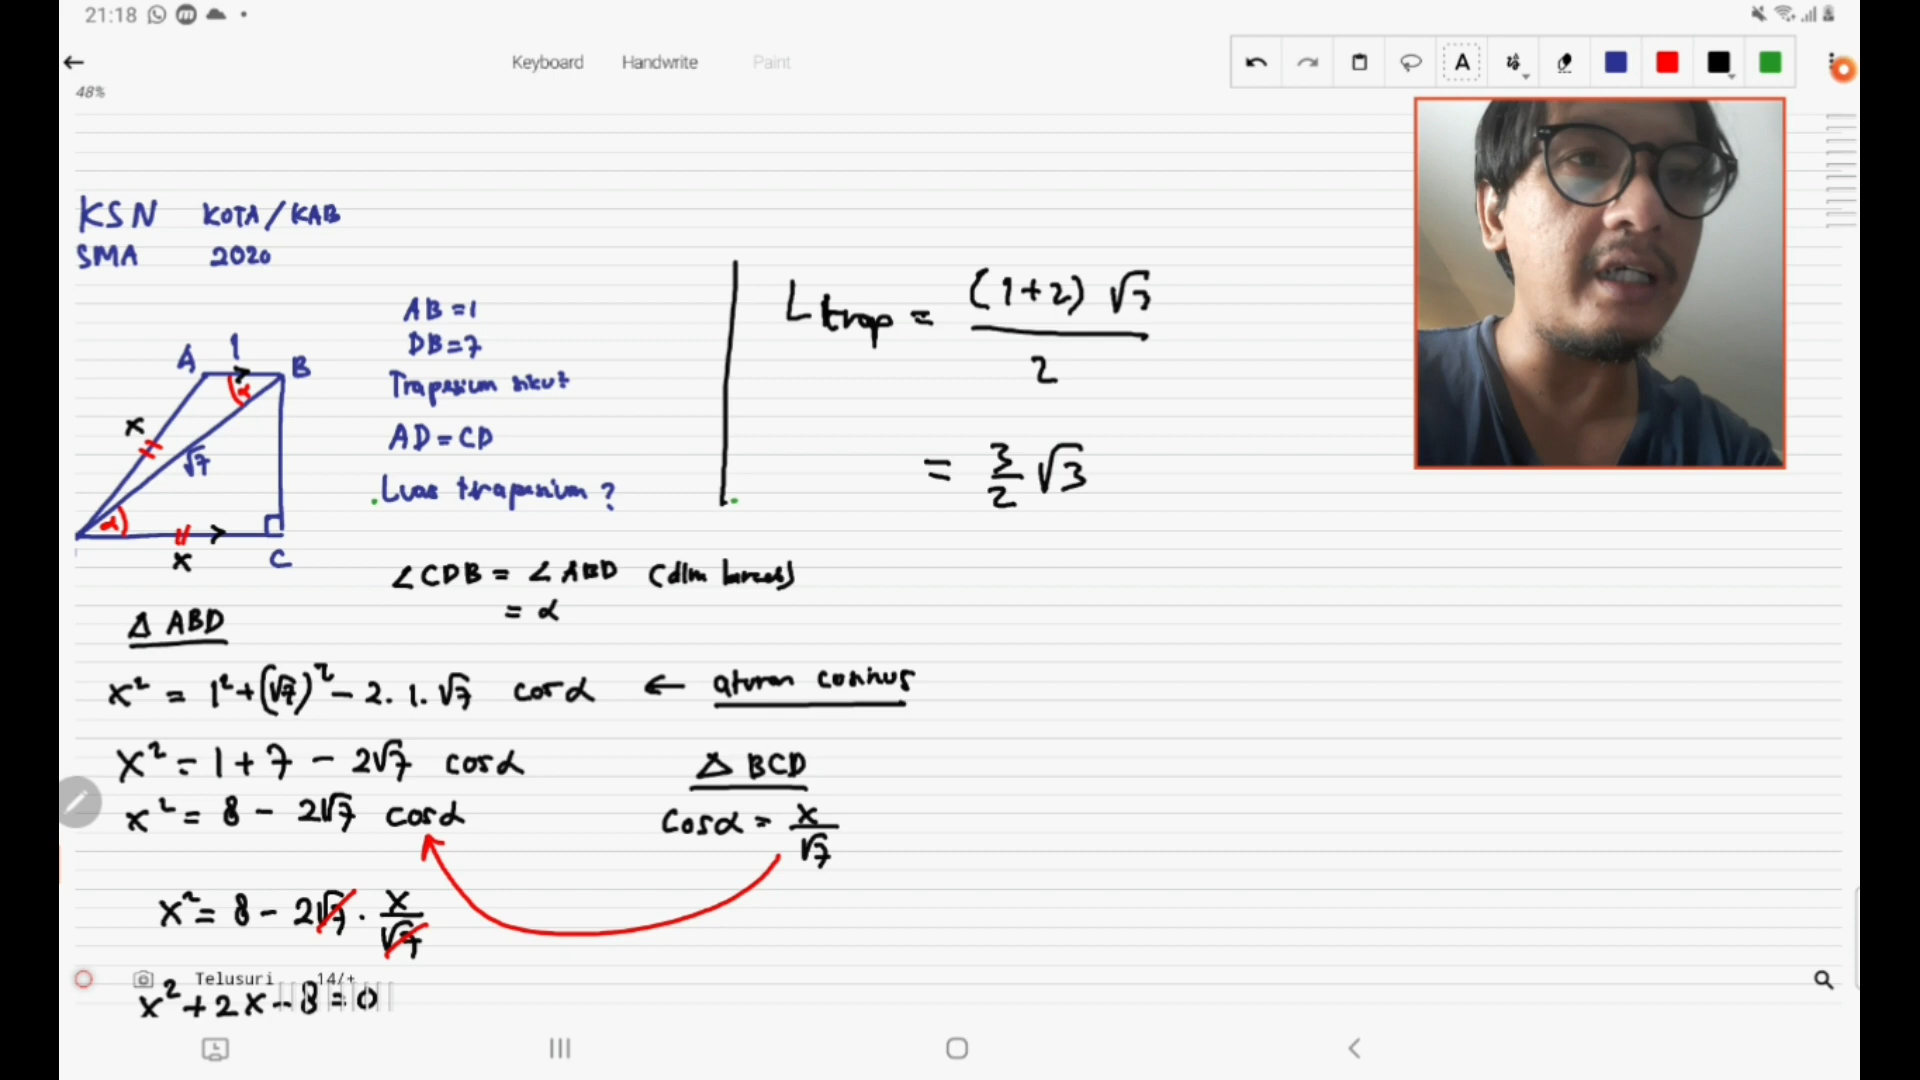 21:18
Keyboard Handwrite Paint
A
48%
KSN KOTA/KAB
SMA 2020
AB = 1
DB = 7
Trapesium siku²
AD = CD
Luas trapesium ?
A 1 B
α
x
√7
α
x
C
∠CDB = ∠ABD (dlm
= α
Δ ABD
x² = 1² + (√7)² - 2. 1. √7 cos α ← aturan cosinus
x² = 1 + 7 - 2√7 cos α
x² = 8 - 2√7 cos α
Δ BCD
cos α = x/√7
x² = 8 - 2√7 . x/√7
x² + 2x - 8 = 0
L trap = (1+2) √3 / 2
= 3/2 √3
Telusuri 14/+